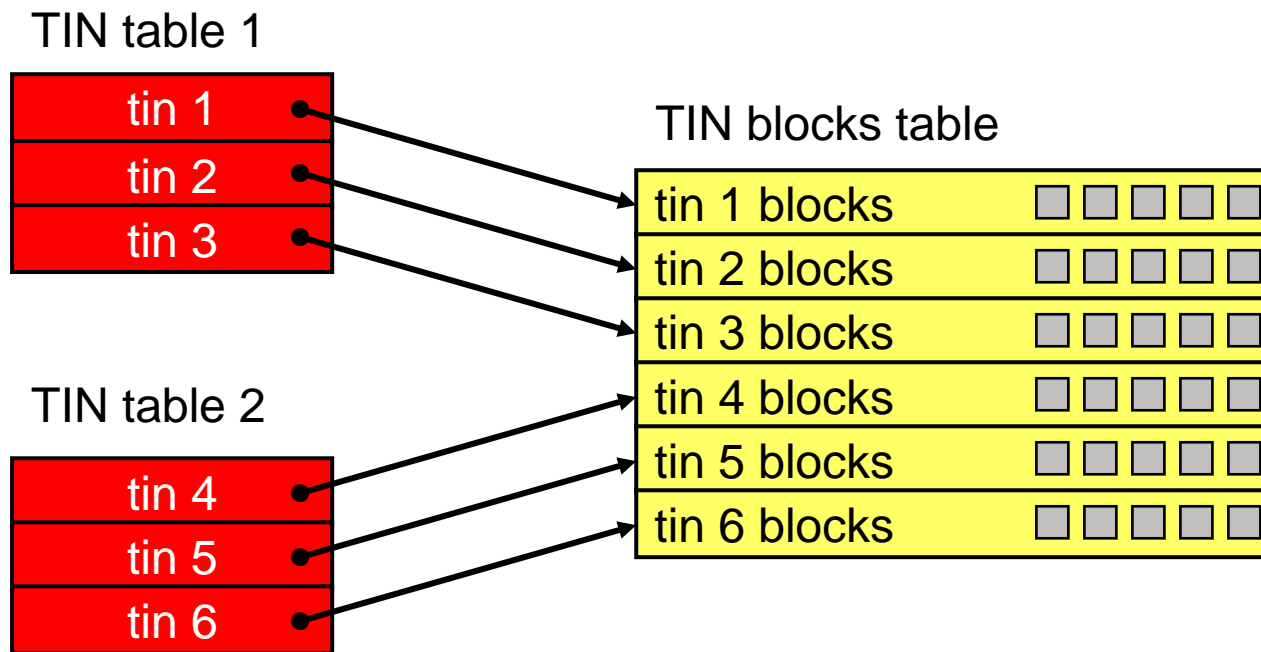 TIN table 1
tin 1
tin 2
tin 3
TIN table 2
tin 4
tin 5
tin 6
TIN blocks table
tin 1 blocks
tin 2 blocks
tin 3 blocks
tin 4 blocks
tin 5 blocks
tin 6 blocks